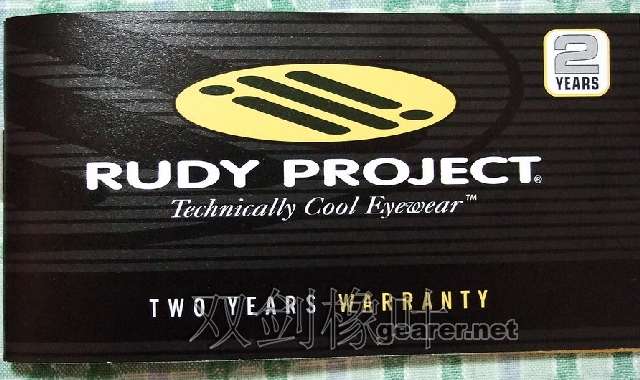 2
YEARS
RUDY PROJECT®
Technically Cool Eyewear™
TWO YEARS WARRANTY
双剑橡叶
gearer.net